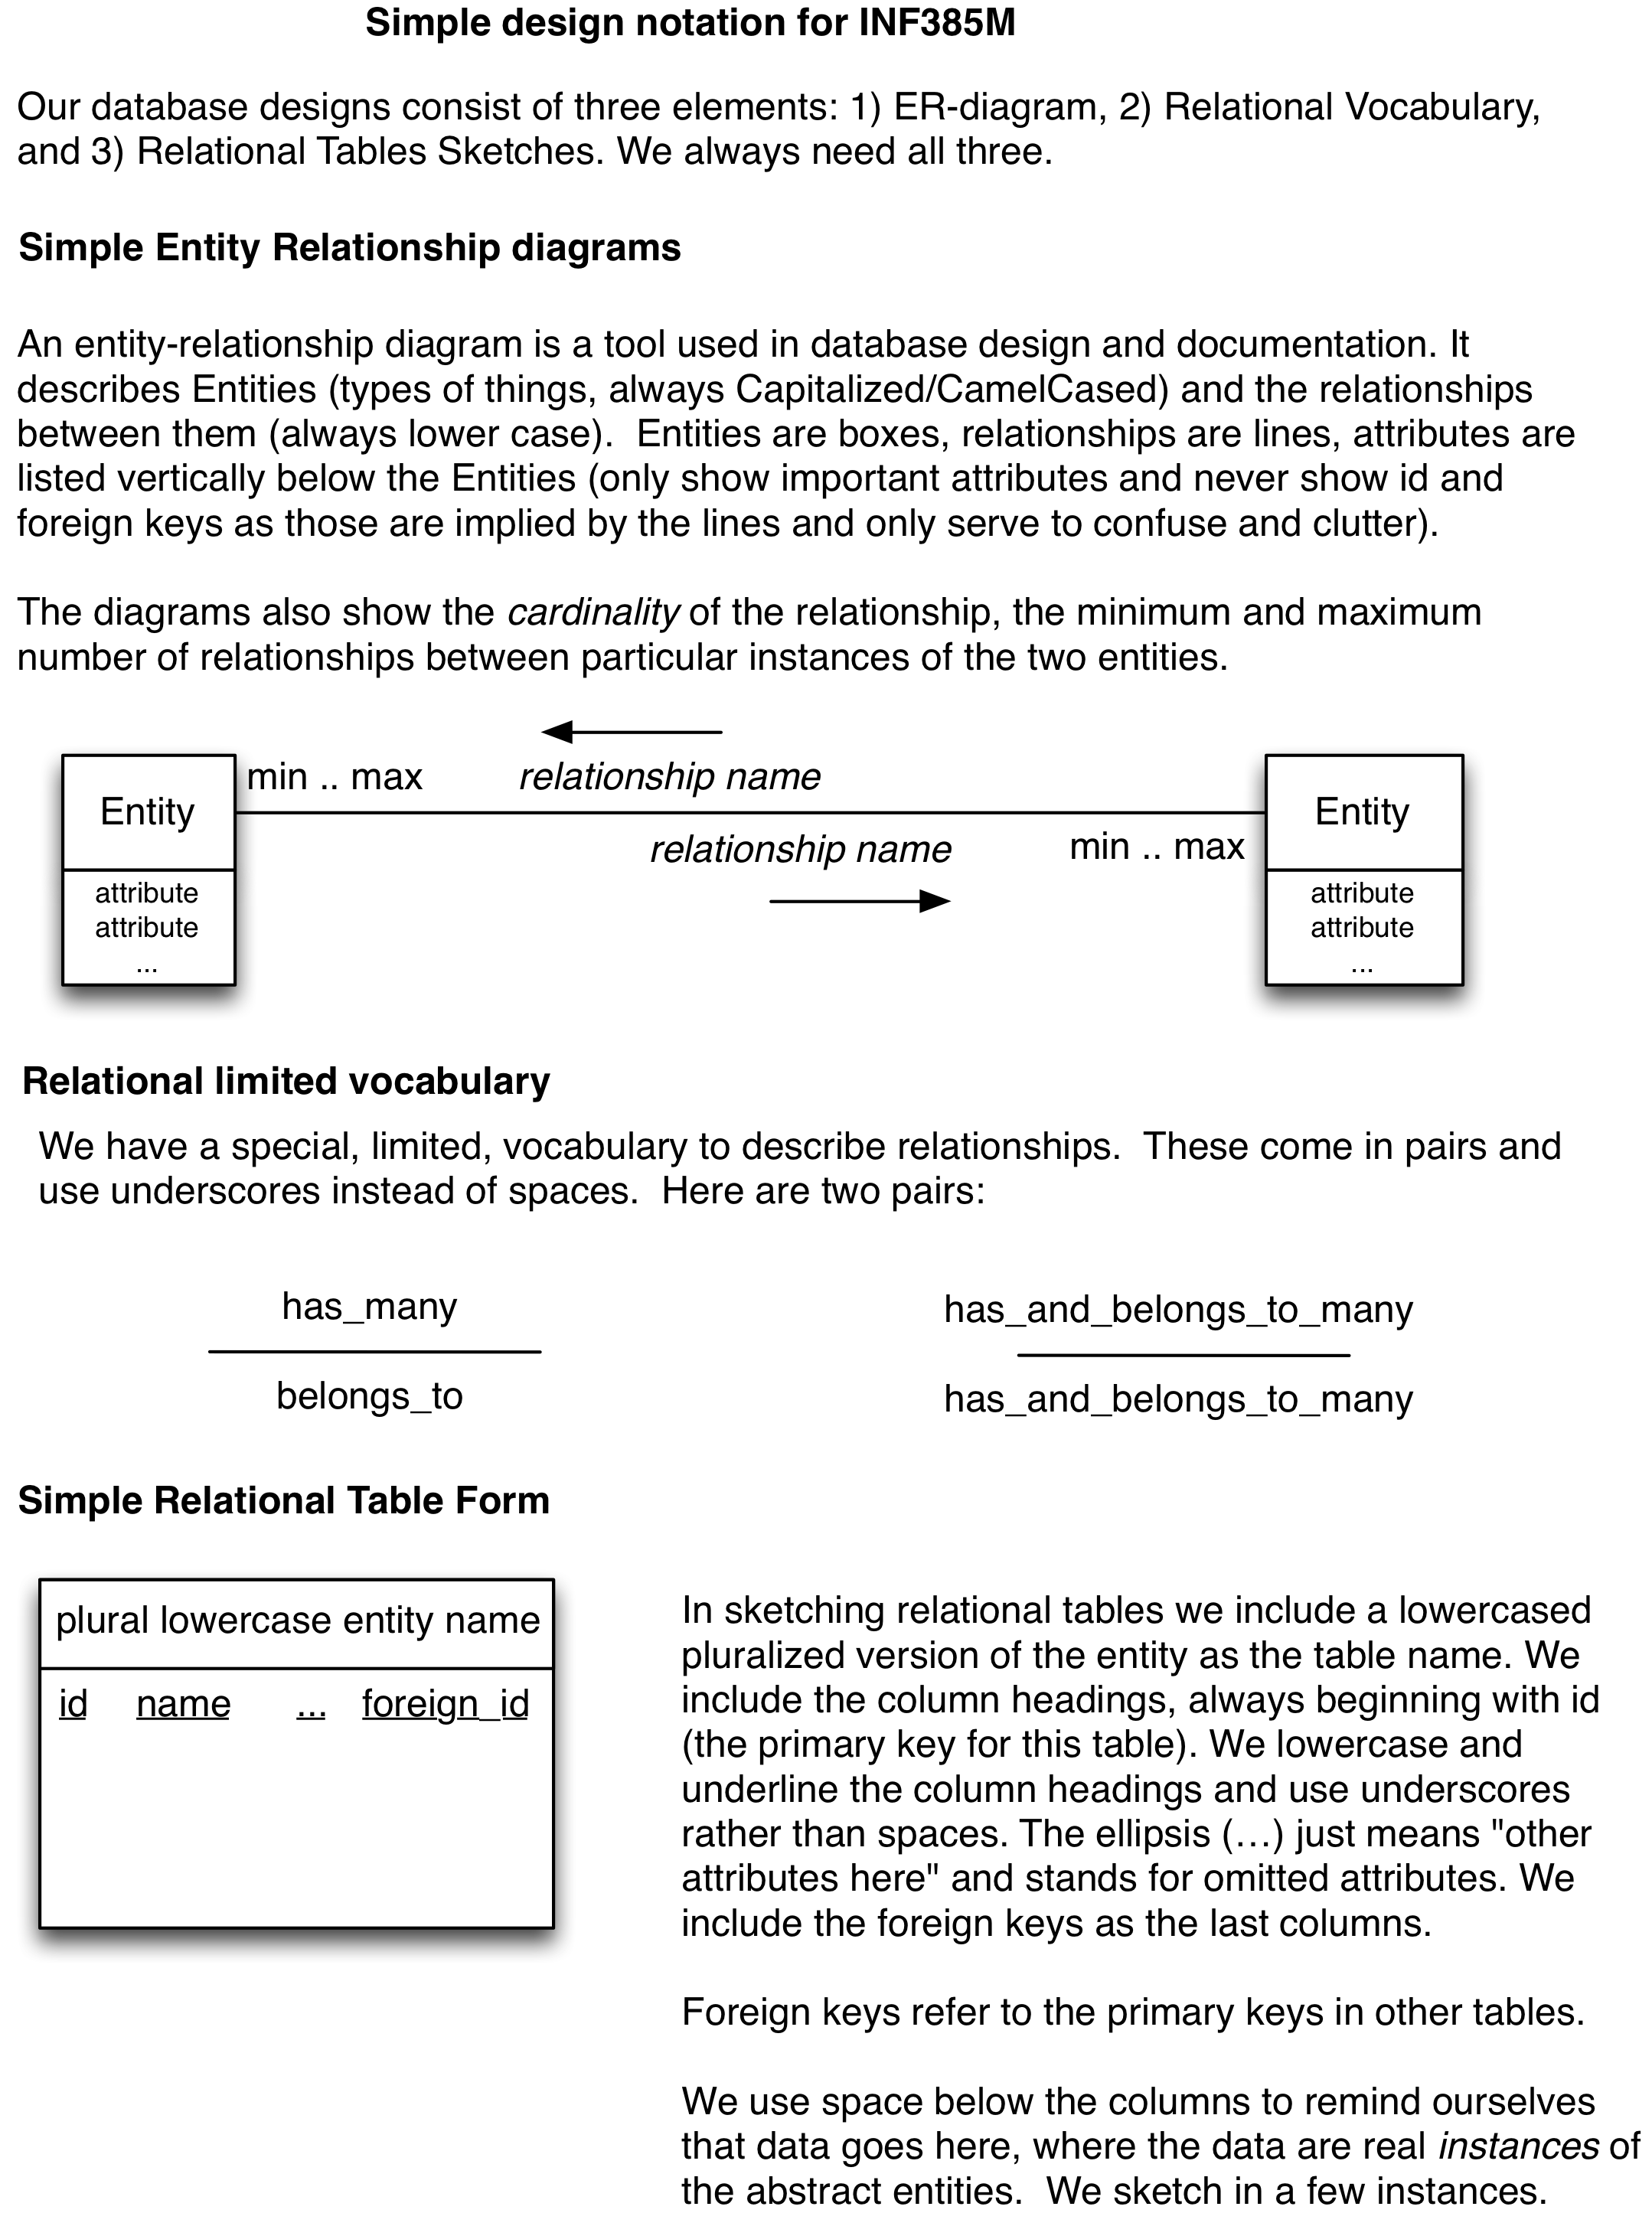 Simple design notation for INF385M
Our database designs consist of three elements: 1) ER-diagram, 2) Relational Vocabulary,
and 3) Relational Tables Sketches. We always need all three.
Simple Entity Relationship diagrams
An entity-relationship diagram is a tool used in database design and documentation. It
describes Entities (types of things, always Capitalized/CamelCased) and the relationships
between them (always lower case).  Entities are boxes, relationships are lines, attributes are
listed vertically below the Entities (only show important attributes and never show id and
foreign keys as those are implied by the lines and only serve to confuse and clutter).
The diagrams also show the cardinality of the relationship, the minimum and maximum
number of relationships between particular instances of the two entities.
Entity
attribute
attribute
...
min .. max
relationship name
relationship name
min .. max
Entity
attribute
attribute
...
Relational limited vocabulary
We have a special, limited, vocabulary to describe relationships.  These come in pairs and
use underscores instead of spaces.  Here are two pairs:
has_many
belongs_to
has_and_belongs_to_many
has_and_belongs_to_many
Simple Relational Table Form
plural lowercase entity name
id name ... foreign_id
In sketching relational tables we include a lowercased
pluralized version of the entity as the table name. We
include the column headings, always beginning with id
(the primary key for this table). We lowercase and
underline the column headings and use underscores
rather than spaces. The ellipsis (…) just means "other
attributes here" and stands for omitted attributes. We
include the foreign keys as the last columns.
Foreign keys refer to the primary keys in other tables.
We use space below the columns to remind ourselves
that data goes here, where the data are real instances of
the abstract entities.  We sketch in a few instances.